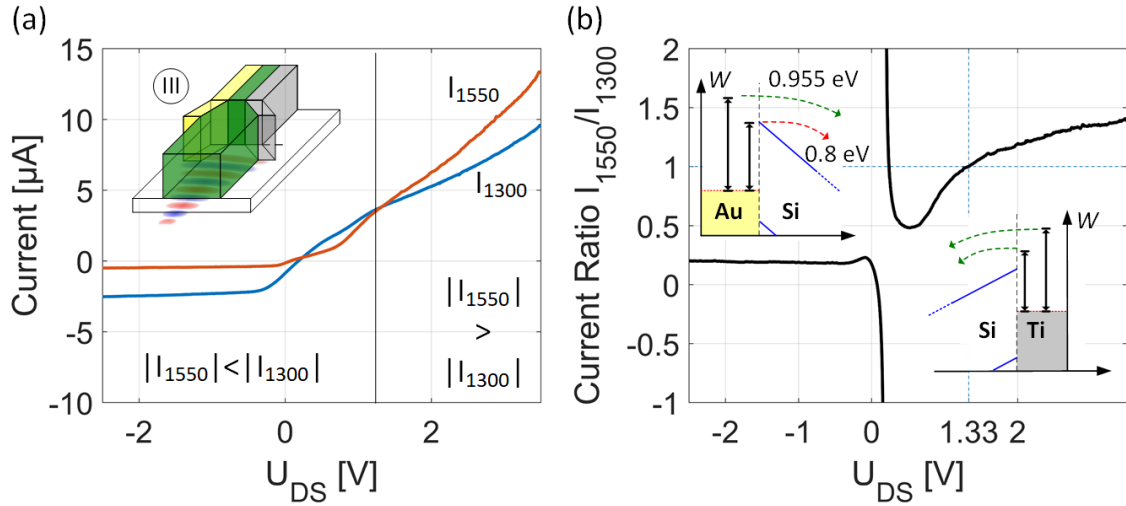 (a)
Current [µA]
15
10
5
0
-5
-10
III
I1550
I1300
|I1550|<|I1300|
|I1550|
>
|I1300|
-2
0
2
UDS [V]
(b)
Current Ratio I1550/I1300
2
1.5
1
0.5
0
-0.5
-1
W
0.955 eV
0.8 eV
Au
Si
W
Si
Ti
-2
-1
0
1.33
2
UDS [V]